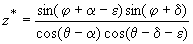 z* = sin(φ + α − ε)sin(φ + δ) / cos(θ − α)cos(θ − δ − ε)